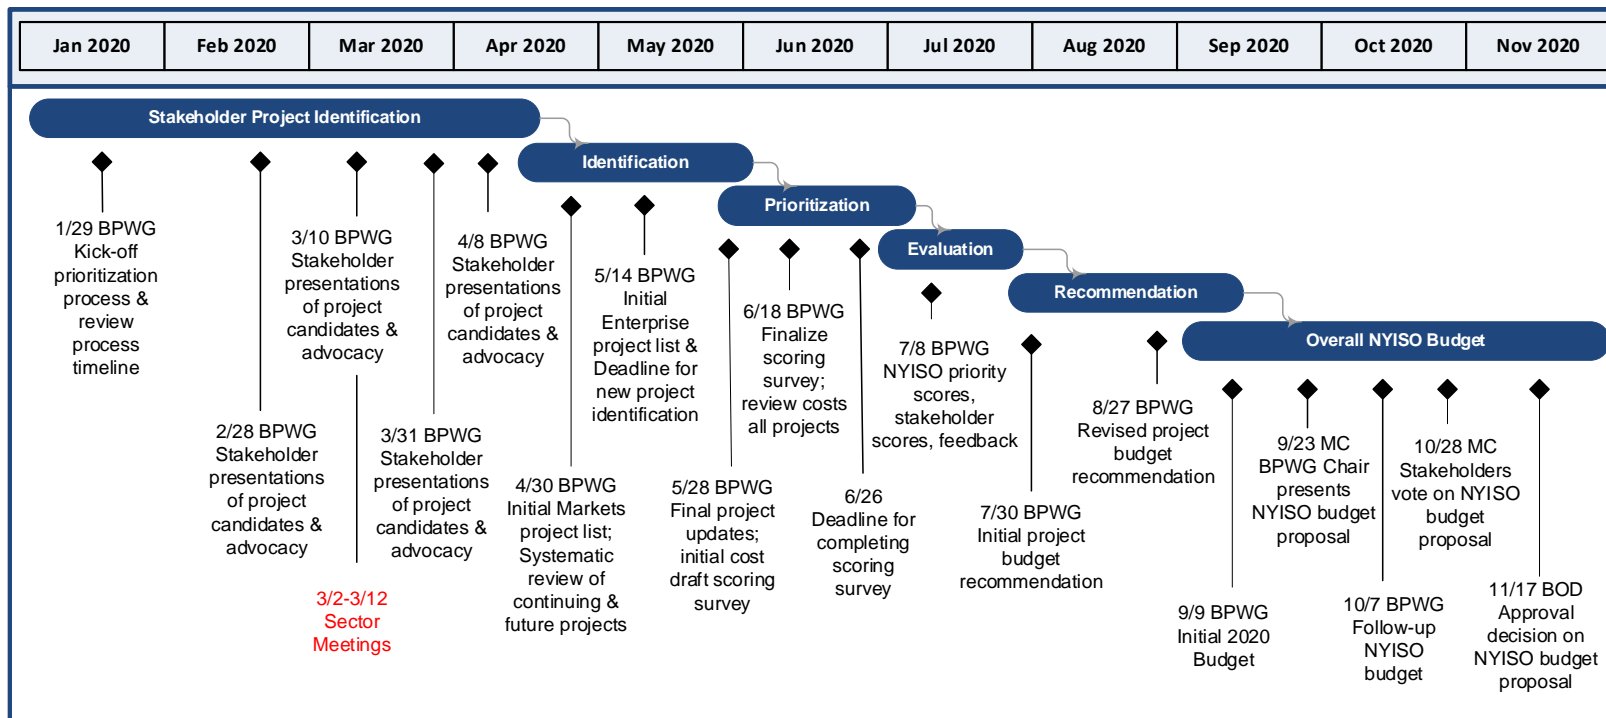 Jan 2020
Feb 2020
Mar 2020
Apr 2020
May 2020
Jun 2020
Jul 2020
Aug 2020
Sep 2020
Oct 2020
Nov 2020
Stakeholder Project Identification
Identification
Prioritization
Evaluation
Recommendation
Overall NYISO Budget
1/29 BPWG
Kick-off
prioritization
process &
review
process
timeline
2/28 BPWG
Stakeholder
presentations
of project
candidates &
advocacy
3/10 BPWG
Stakeholder
presentations
of project
candidates &
advocacy
3/2-3/12
Sector
Meetings
3/31 BPWG
Stakeholder
presentations
of project
candidates &
advocacy
4/8 BPWG
Stakeholder
presentations
of project
candidates &
advocacy
4/30 BPWG
Initial Markets
project list;
Systematic
review of
continuing &
future projects
5/14 BPWG
Initial
Enterprise
project list &
Deadline for
new project
identification
5/28 BPWG
Final project
updates;
initial cost
draft scoring
survey
6/18 BPWG
Finalize
scoring
survey;
review costs
all projects
6/26
Deadline for
completing
scoring
survey
7/8 BPWG
NYISO priority
scores,
stakeholder
scores, feedback
7/30 BPWG
Initial project
budget
recommendation
8/27 BPWG
Revised project
budget
recommendation
9/9 BPWG
Initial 2020
Budget
9/23 MC
BPWG Chair
presents
NYISO budget
proposal
10/7 BPWG
Follow-up
NYISO
budget
10/28 MC
Stakeholders
vote on NYISO
budget
proposal
11/17 BOD
Approval
decision on
NYISO budget
proposal